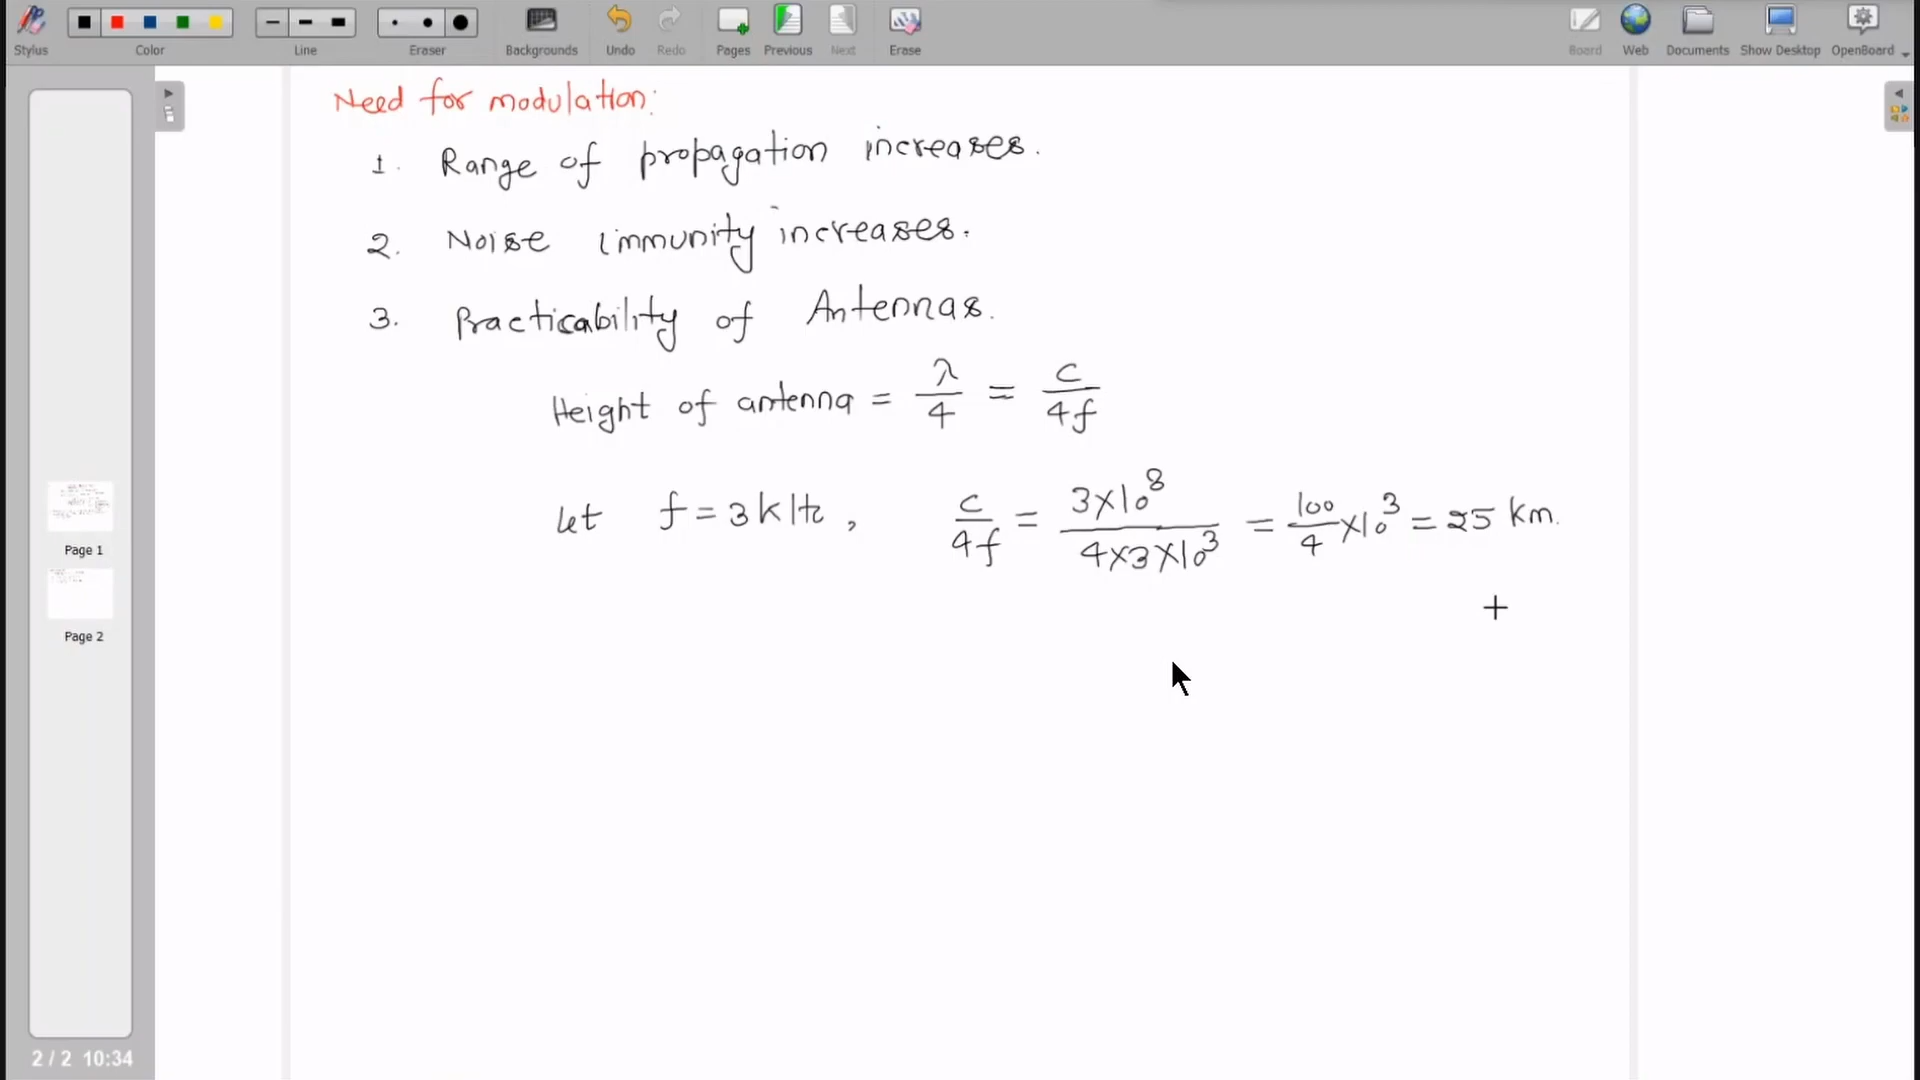 Stylus Color Line Eraser Backgrounds Undo Redo Pages Previous Next Erase Board Web Documents Show Desktop OpenBoard
Need for modulation:
1. Range of propagation increases.
2. Noise immunity increases.
3. Practicability of Antennas.
Height of antenna = λ/4 = c/4f
Let f = 3 kHz, c/4f = 3×10^8/4×3×10^3 = 100/4 ×10^3 = 25 km.
Page 1
Page 2
2 / 2 10:34